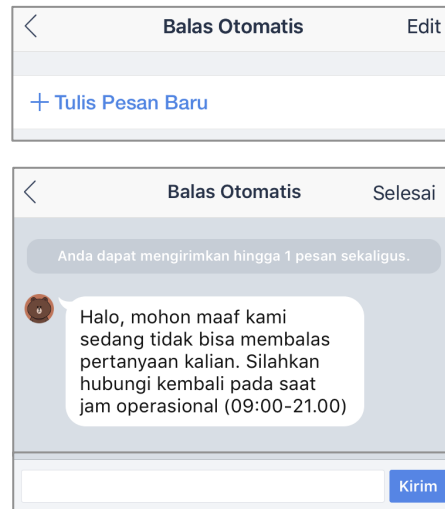 Balas Otomatis Edit
+ Tulis Pesan Baru
Balas Otomatis Selesai
Anda dapat mengirimkan hingga 1 pesan sekaligus.
Halo, mohon maaf kami
sedang tidak bisa membalas
pertanyaan kalian. Silahkan
hubungi kembali pada saat
jam operasional (09:00-21.00)
Kirim